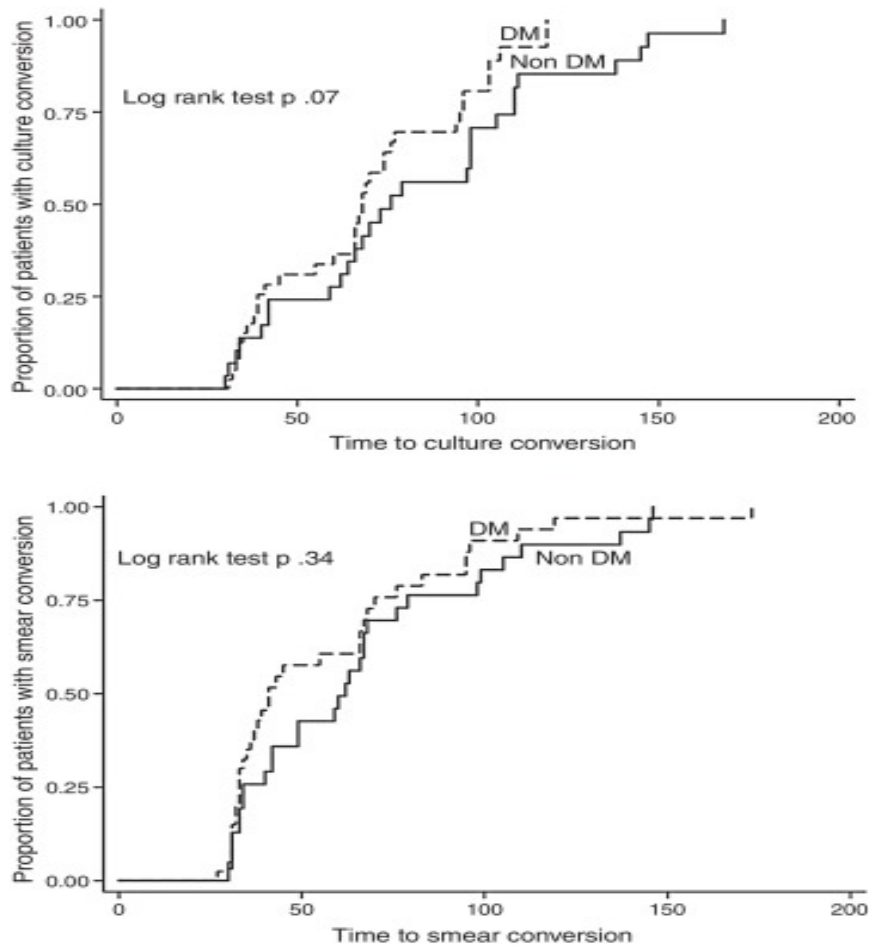 Proportion of patients with culture conversion
1.00
0.75
0.50
0.25
0.00
DM
Non DM
Log rank test p .07
0 50 100 150 200
Time to culture conversion
Proportion of patients with smear conversion
1.00
0.75
0.50
0.25
0.00
DM
Log rank test p .34
Non DM
0 50 100 150 200
Time to smear conversion